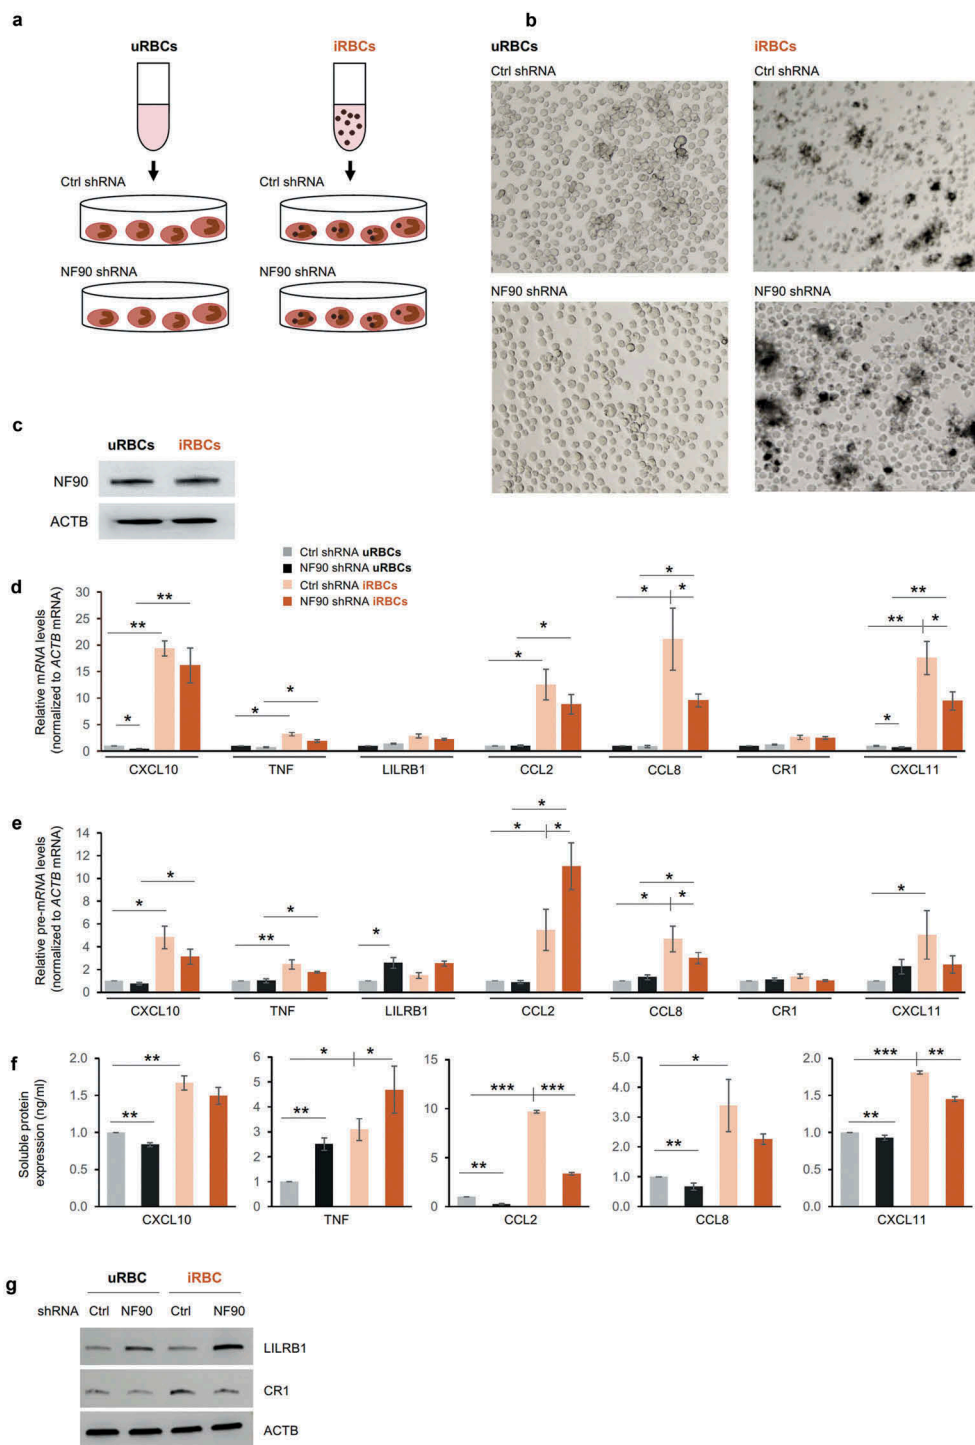 a
uRBCs
iRBCs
Ctrl shRNA
Ctrl shRNA
NF90 shRNA
NF90 shRNA
b
uRBCs
iRBCs
Ctrl shRNA
Ctrl shRNA
NF90 shRNA
NF90 shRNA
c
uRBCs
iRBCs
NF90
ACTB
Ctrl shRNA uRBCs
NF90 shRNA uRBCs
Ctrl shRNA iRBCs
NF90 shRNA iRBCs
d
Relative mRNA levels
(normalized to ACTB mRNA)
30
25
20
15
10
5
0
** ** *
* *
* *
* * *
** ** * *
CXCL10 TNF LILRB1 CCL2 CCL8 CR1 CXCL11
e
Relative pre-mRNA levels
(normalized to ACTB mRNA)
14
12
10
8
6
4
2
0
* *
** *
*
* * *
* * *
*
CXCL10 TNF LILRB1 CCL2 CCL8 CR1 CXCL11
f
Soluble protein
expression (ng/ml)
2.0
1.5
1.0
0.5
0.0
** **
CXCL10
6
5
4
3
2
1
0
* * **
TNF
15
10
5
0
*** *** **
CCL2
5.0
4.0
3.0
2.0
1.0
0.0
* **
CCL8
2.0
1.5
1.0
0.5
0.0
*** ** **
CXCL11
g
uRBC iRBC
shRNA Ctrl NF90 Ctrl NF90
LILRB1
CR1
ACTB